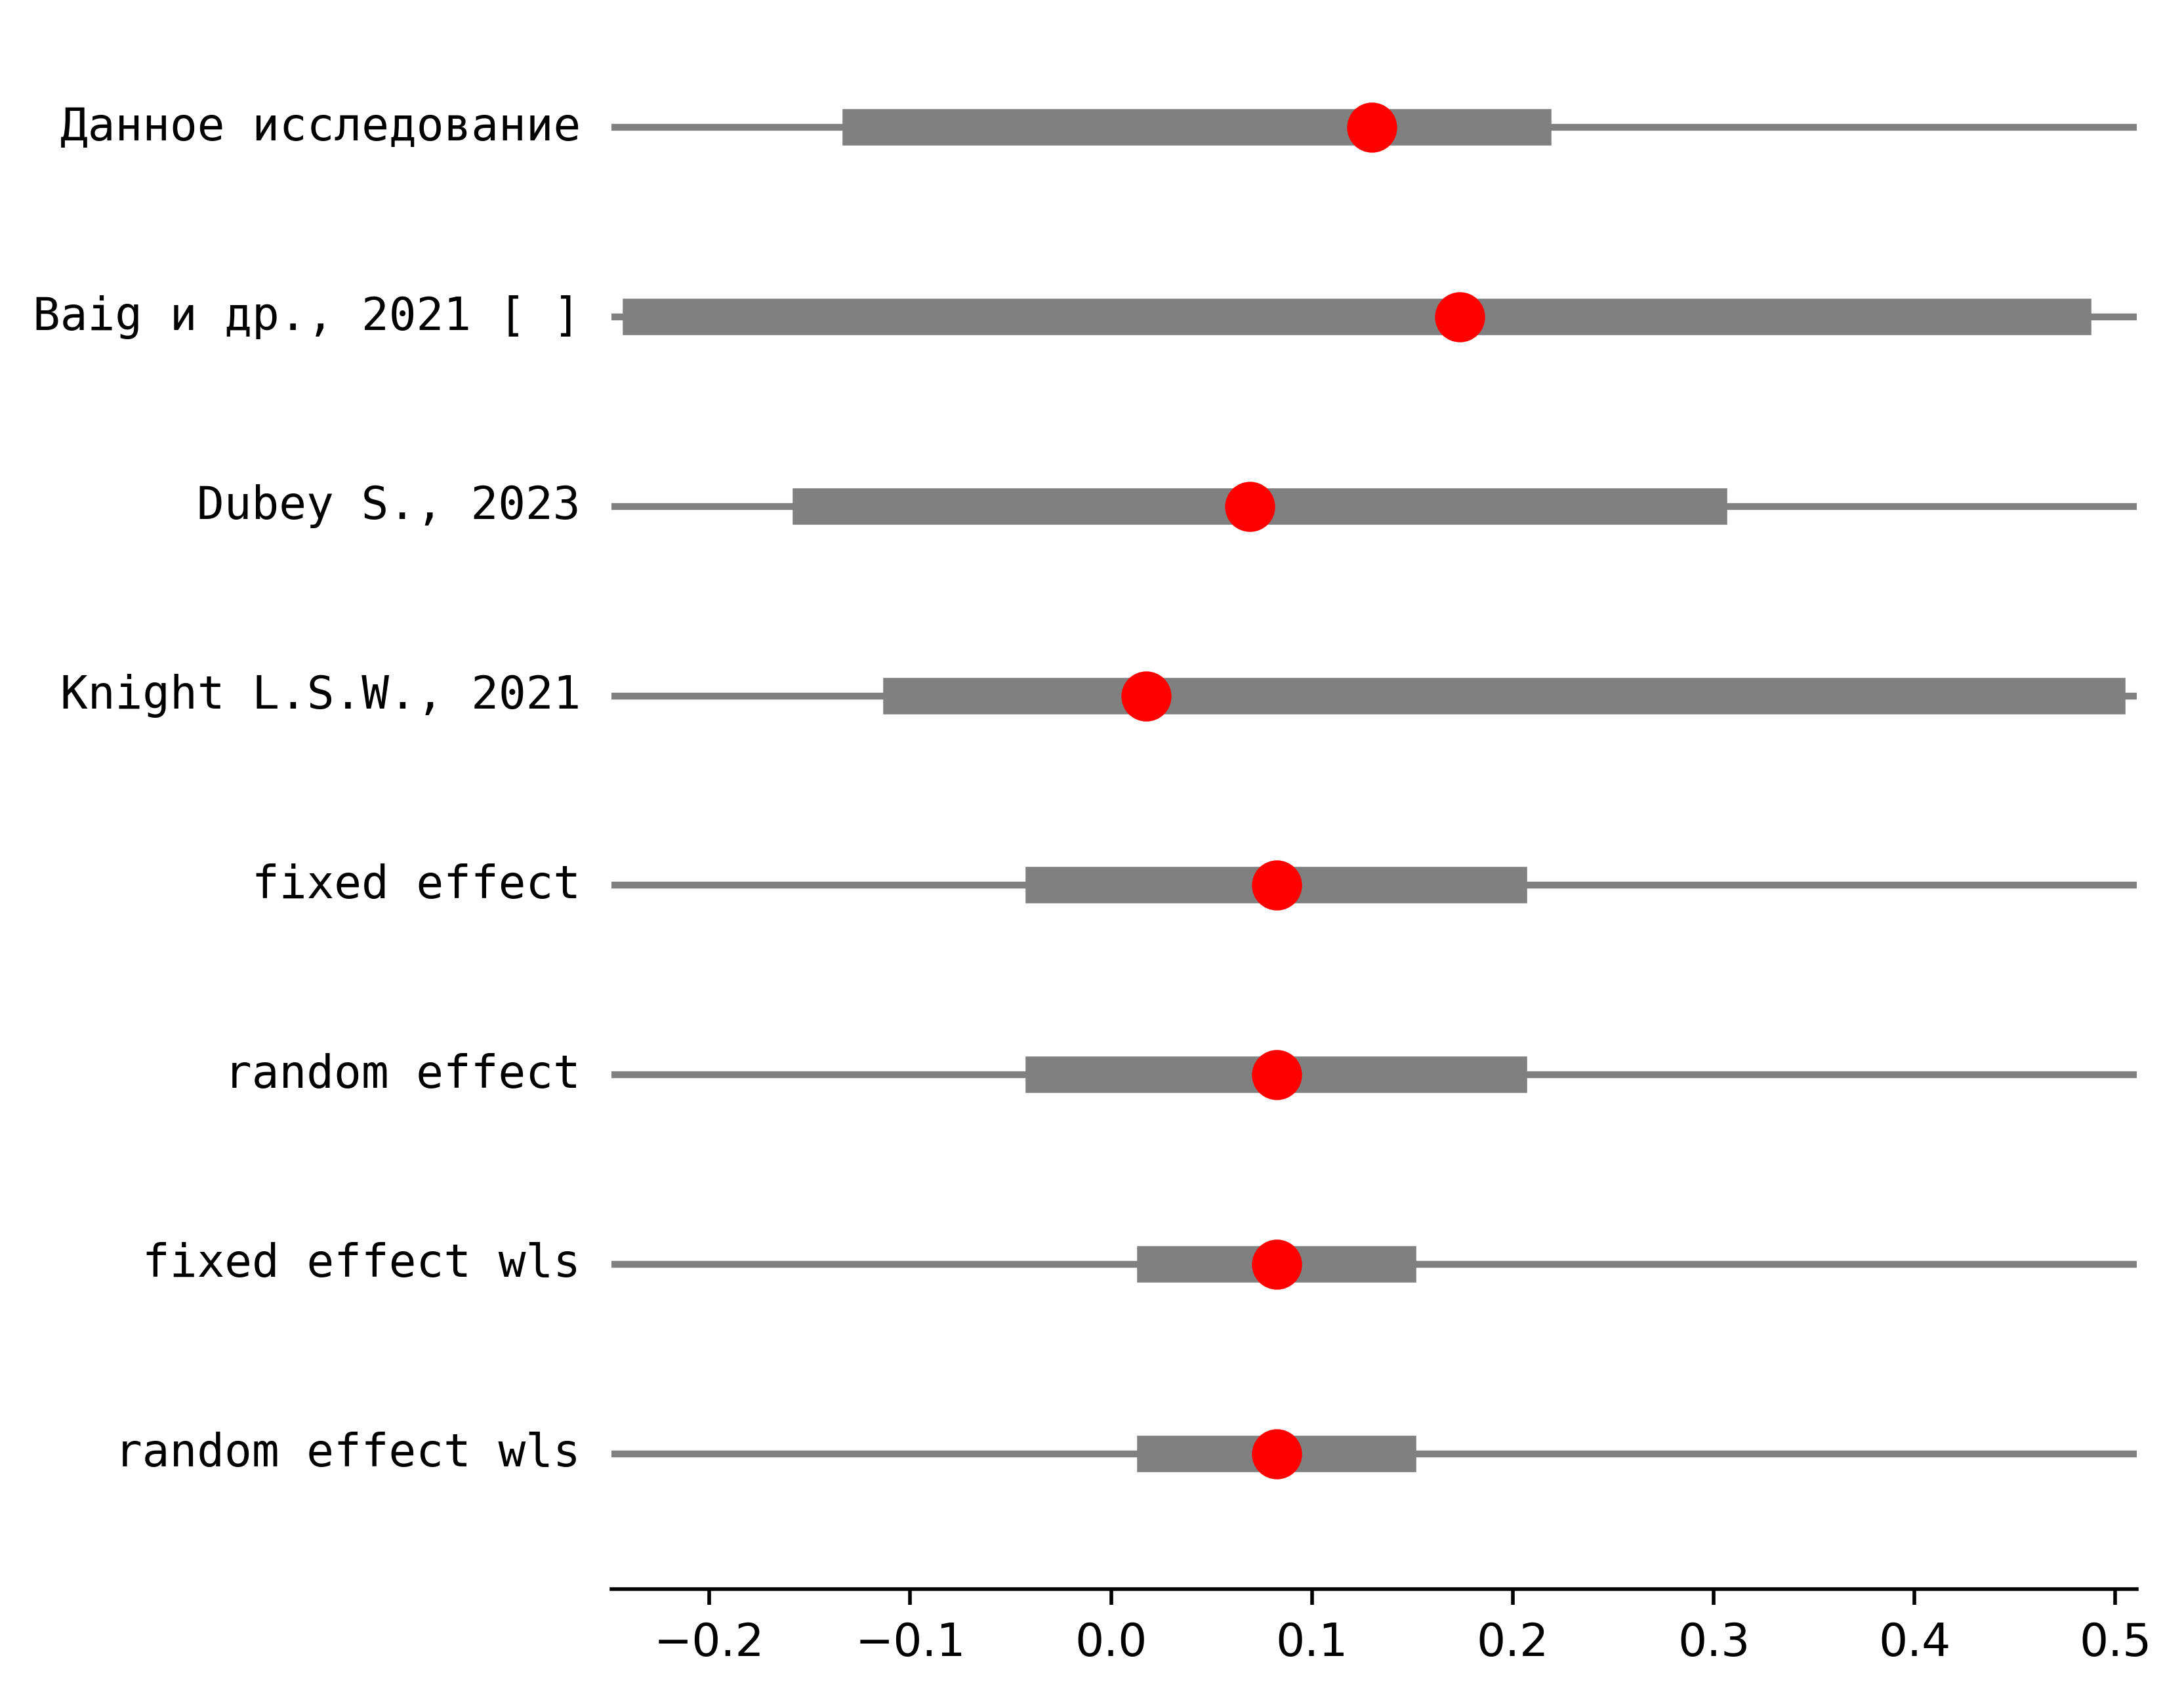 Данное исследование
Baig и др., 2021 [ ]
Dubey S., 2023
Knight L.S.W., 2021
fixed effect
random effect
fixed effect wls
random effect wls
−0.2 −0.1 0.0 0.1 0.2 0.3 0.4 0.5